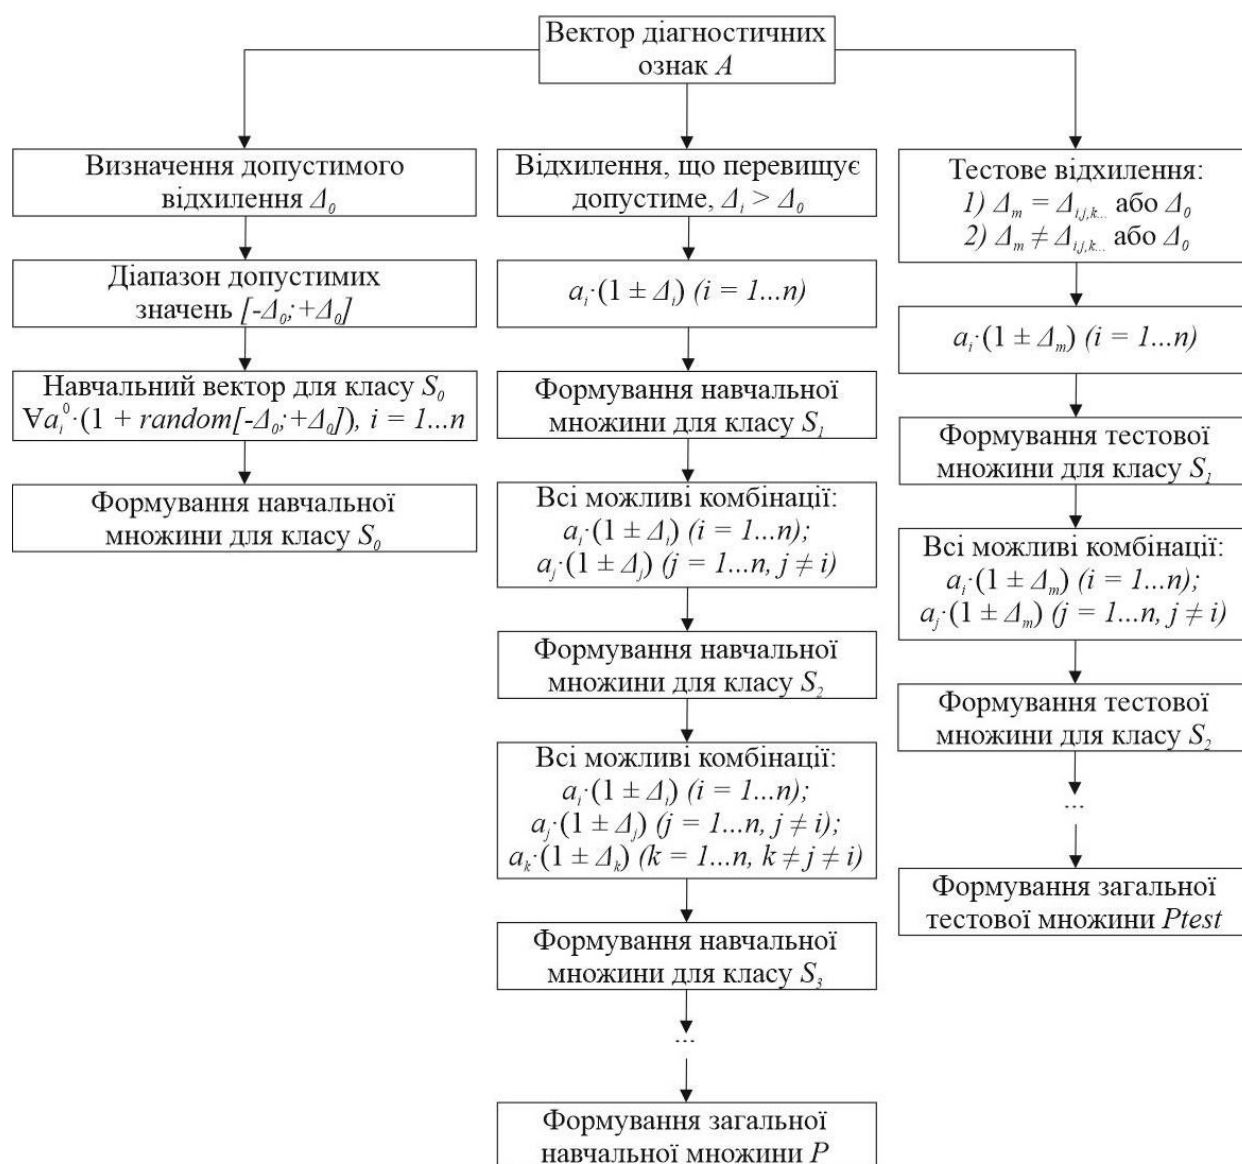 Вектор діагностичних
ознак A
Визначення допустимого
відхилення Δ₀
Діапазон допустимих
значень [-Δ₀;+Δ₀]
Навчальний вектор для класу S₀
∀aᵢ⁰·(1 + random[-Δ₀;+Δ₀]), i = 1...n
Формування навчальної
множини для класу S₀
Відхилення, що перевищує
допустиме, Δᵢ > Δ₀
aᵢ·(1 ± Δᵢ) (i = 1...n)
Формування навчальної
множини для класу S₁
Всі можливі комбінації:
aᵢ·(1 ± Δᵢ) (i = 1...n);
aⱼ·(1 ± Δⱼ) (j = 1...n, j ≠ i)
Формування навчальної
множини для класу S₂
Всі можливі комбінації:
aᵢ·(1 ± Δᵢ) (i = 1...n);
aⱼ·(1 ± Δⱼ) (j = 1...n, j ≠ i);
aₖ·(1 ± Δₖ) (k = 1...n, k ≠ j ≠ i)
Формування навчальної
множини для класу S₃
...
Формування загальної
навчальної множини P
Тестове відхилення:
1) Δₘ = Δᵢ,ⱼ,ₖ... або Δ₀
2) Δₘ ≠ Δᵢ,ⱼ,ₖ... або Δ₀
aᵢ·(1 ± Δₘ) (i = 1...n)
Формування тестової
множини для класу S₁
Всі можливі комбінації:
aᵢ·(1 ± Δₘ) (i = 1...n);
aⱼ·(1 ± Δₘ) (j = 1...n, j ≠ i)
Формування тестової
множини для класу S₂
...
Формування загальної
тестової множини Ptest